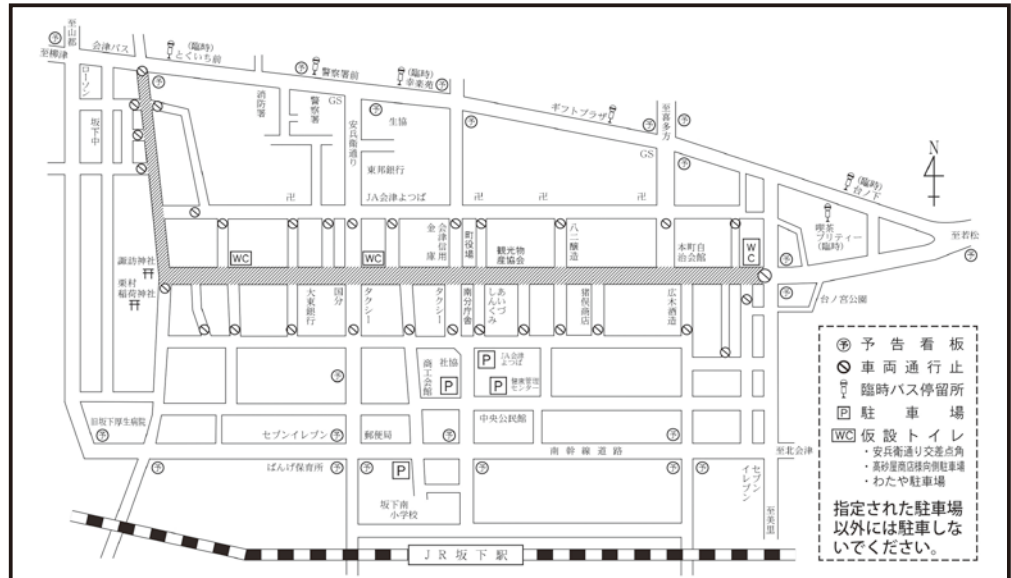 至山都
至柳津
会津バス
(臨時)
とくいち前
警察署前
(臨時)
幸楽苑
ギフトプラザ
至喜多方
(臨時)
台ノ下
喫茶
プリティー
(臨時)
至若松
N
ローソン
坂下中
消防署
警察署
GS
安兵衛通り
生協
東邦銀行
JA会津よつば
GS
卍
卍
卍
卍
WC
WC
会津信用
金庫
町役場
観光物
産協会
八二醸造
本町自
治会館
WC
諏訪神社
栗村
稲荷神社
大東銀行
国分
タクシー
タクシー
南分庁舎
あいづ
しんくみ
猪俣商店
広木酒造
台ノ宮公園
商工会館
社協
P
P
JA会津
よつば
P
健康管理
センター
旧坂下厚生病院
セブンイレブン
郵便局
中央公民館
南幹線道路
至北会津
ばんげ保育所
P
坂下南
小学校
セブン
イレブン
至美里
JR坂下駅
予 予告看板
車両通行止
臨時バス停留所
P 駐車場
WC 仮設トイレ
・安兵衛通り交差点角
・高砂屋商店様向側駐車場
・わたや駐車場
指定された駐車場
以外には駐車しな
いでください。